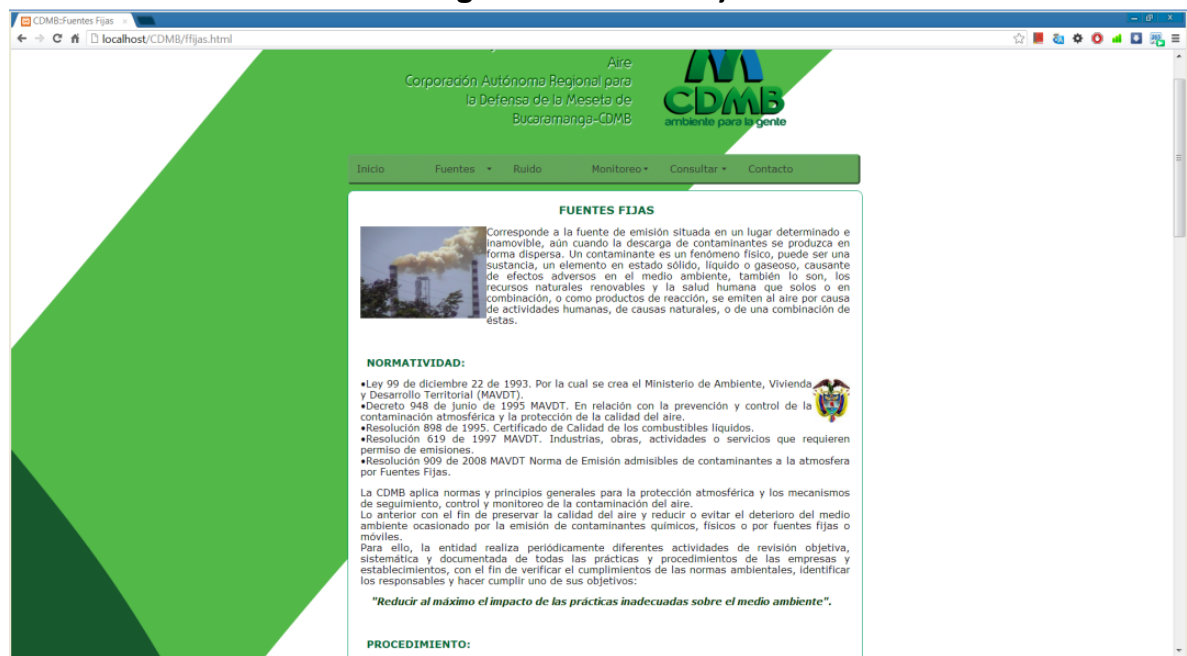 CDMB:Fuentes Fijas
localhost/CDMB/ffijas.html
Aire
Corporación Autónoma Regional para
la Defensa de la Meseta de
Bucaramanga-CDMB
CDMB
ambiente para la gente
Inicio Fuentes Ruido Monitoreo Consultar Contacto
FUENTES FIJAS
Corresponde a la fuente de emisión situada en un lugar determinado e
inamovible, aún cuando la descarga de contaminantes se produzca en
forma dispersa. Un contaminante es un fenómeno físico, puede ser una
sustancia, un elemento en estado sólido, líquido o gaseoso, causante
de efectos adversos en el medio ambiente, también lo son, los
recursos naturales renovables y la salud humana que solos o en
combinación, o como productos de reacción, se emiten al aire por causa
de actividades humanas, de causas naturales, o de una combinación de
éstas.
NORMATIVIDAD:
•Ley 99 de diciembre 22 de 1993. Por la cual se crea el Ministerio de Ambiente, Vivienda
y Desarrollo Territorial (MAVDT).
•Decreto 948 de junio de 1995 MAVDT. En relación con la prevención y control de la
contaminación atmosférica y la protección de la calidad del aire.
•Resolución 898 de 1995. Certificado de Calidad de los combustibles líquidos.
•Resolución 619 de 1997 MAVDT. Industrias, obras, actividades o servicios que requieren
permiso de emisiones.
•Resolución 909 de 2008 MAVDT Norma de Emisión admisibles de contaminantes a la atmosfera
por Fuentes Fijas.
La CDMB aplica normas y principios generales para la protección atmosférica y los mecanismos
de seguimiento, control y monitoreo de la contaminación del aire.
Lo anterior con el fin de preservar la calidad del aire y reducir o evitar el deterioro del medio
ambiente ocasionado por la emisión de contaminantes químicos, físicos o por fuentes fijas o
móviles.
Para ello, la entidad realiza periódicamente diferentes actividades de revisión objetiva,
sistemática y documentada de todas las prácticas y procedimientos de las empresas y
establecimientos, con el fin de verificar el cumplimientos de las normas ambientales, identificar
los responsables y hacer cumplir uno de sus objetivos:
"Reducir al máximo el impacto de las prácticas inadecuadas sobre el medio ambiente".
PROCEDIMIENTO: